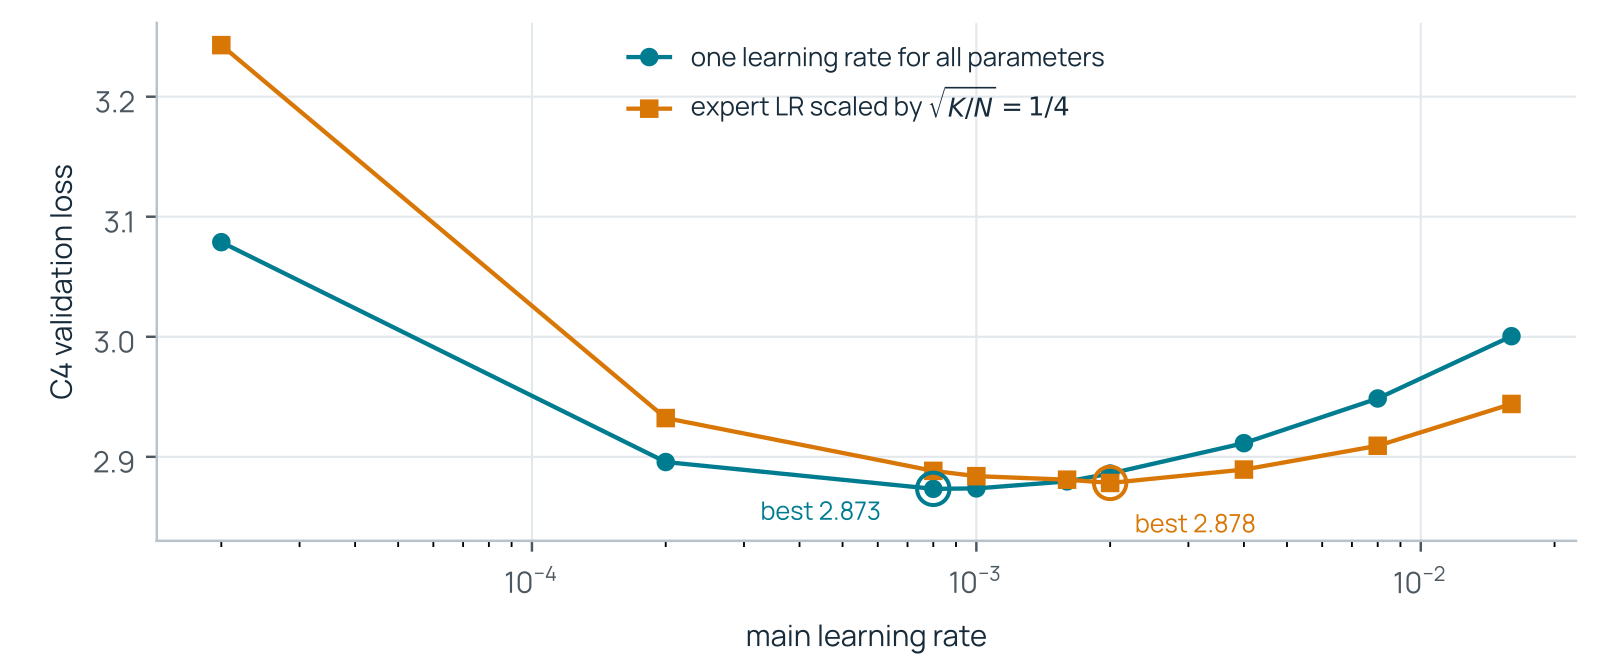 one learning rate for all parameters
expert LR scaled by √K/N = 1/4
3.2
3.1
3.0
2.9
C4 validation loss
best 2.873
best 2.878
10⁻⁴
10⁻³
10⁻²
main learning rate